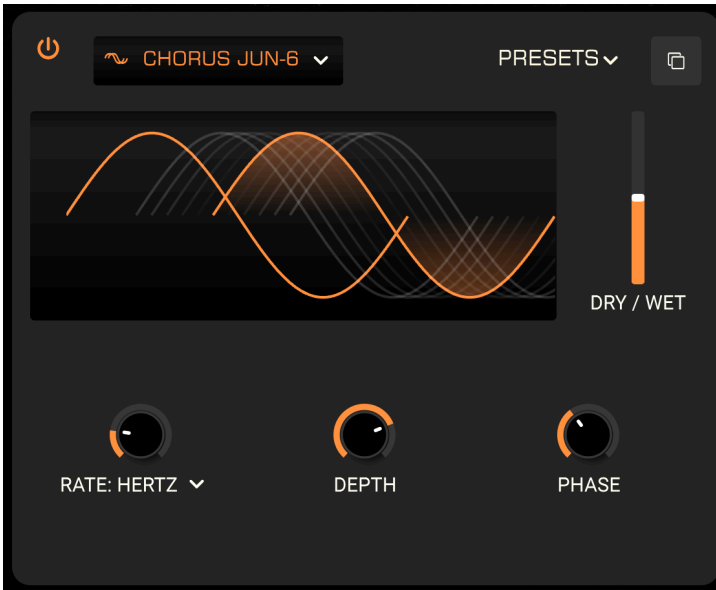 CHORUS JUN-6
PRESETS
DRY / WET
RATE: HERTZ
DEPTH
PHASE